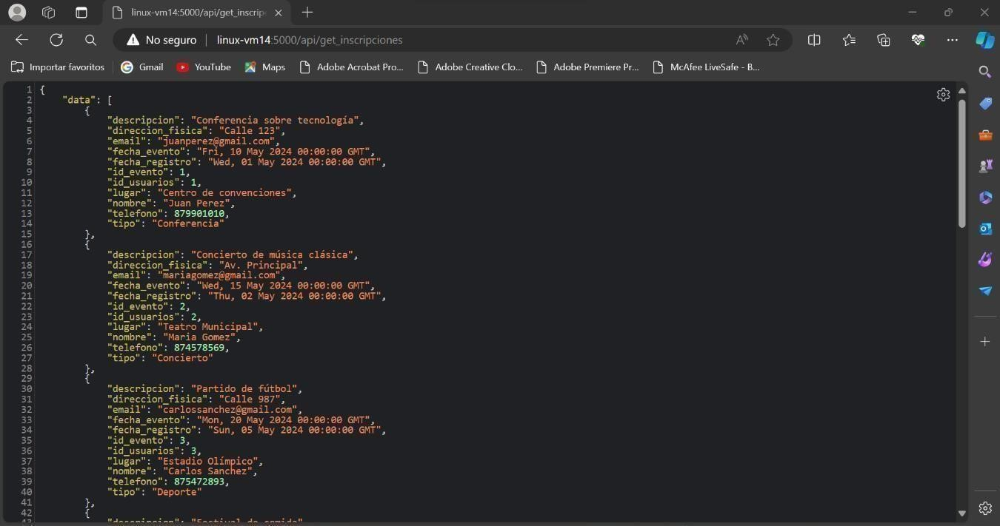 linux-vm14:5000/api/get_inscripc
No seguro linux-vm14:5000/api/get_inscripciones
Importar favoritos Gmail YouTube Maps Adobe Acrobat Pro... Adobe Creative Clo... Adobe Premiere Pr... McAfee LiveSafe - B...
1 {
2 "data": [
3 {
4 "descripcion": "Conferencia sobre tecnología",
5 "direccion_fisica": "Calle 123",
6 "email": "juanperez@gmail.com",
7 "fecha_evento": "Fri, 10 May 2024 00:00:00 GMT",
8 "fecha_registro": "Wed, 01 May 2024 00:00:00 GMT",
9 "id_evento": 1,
10 "id_usuarios": 1,
11 "lugar": "Centro de convenciones",
12 "nombre": "Juan Perez",
13 "telefono": 879901010,
14 "tipo": "Conferencia"
15 },
16 {
17 "descripcion": "Concierto de música clásica",
18 "direccion_fisica": "Av. Principal",
19 "email": "mariagomez@gmail.com",
20 "fecha_evento": "Wed, 15 May 2024 00:00:00 GMT",
21 "fecha_registro": "Thu, 02 May 2024 00:00:00 GMT",
22 "id_evento": 2,
23 "id_usuarios": 2,
24 "lugar": "Teatro Municipal",
25 "nombre": "Maria Gomez",
26 "telefono": 874578569,
27 "tipo": "Concierto"
28 },
29 {
30 "descripcion": "Partido de fútbol",
31 "direccion_fisica": "Calle 987",
32 "email": "carlossanchez@gmail.com",
33 "fecha_evento": "Mon, 20 May 2024 00:00:00 GMT",
34 "fecha_registro": "Sun, 05 May 2024 00:00:00 GMT",
35 "id_evento": 3,
36 "id_usuarios": 3,
37 "lugar": "Estadio Olímpico",
38 "nombre": "Carlos Sanchez",
39 "telefono": 875472893,
40 "tipo": "Deporte"
41 },
42 {
43 "descripcion": "Festival de comida"